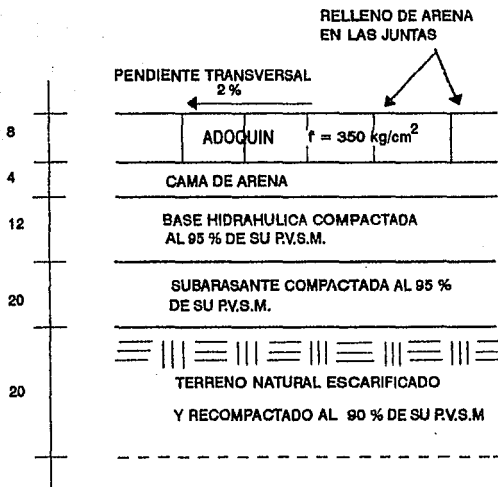 RELLENO DE ARENA
EN LAS JUNTAS
PENDIENTE TRANSVERSAL
2 %
8
ADOQUIN f = 350 kg/cm²
4
CAMA DE ARENA
12
BASE HIDRAHULICA COMPACTADA
AL 95 % DE SU P.V.S.M.
20
SUBARASANTE COMPACTADA AL 95 %
DE SU P.V.S.M.
20
TERRENO NATURAL ESCARIFICADO
Y RECOMPACTADO AL 90 % DE SU P.V.S.M